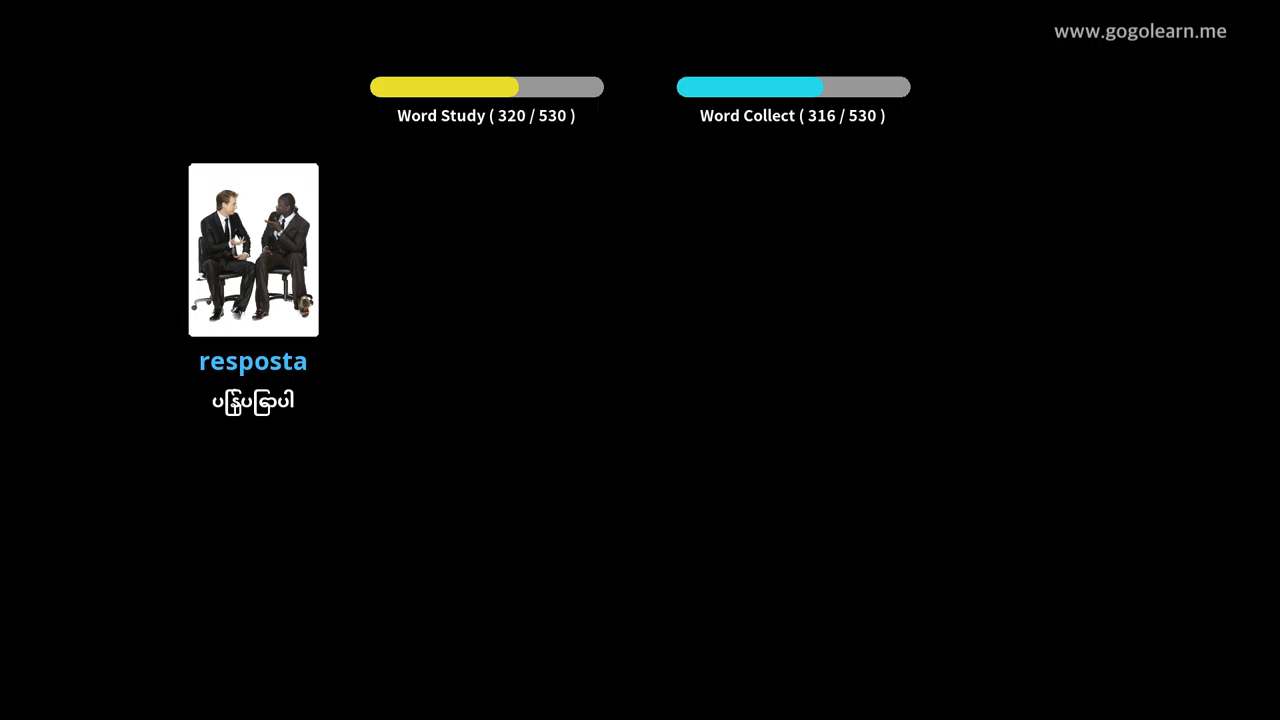 www.gogolearn.me
Word Study ( 320 / 530 )
Word Collect ( 316 / 530 )
resposta
ပြန်ပြောပါ